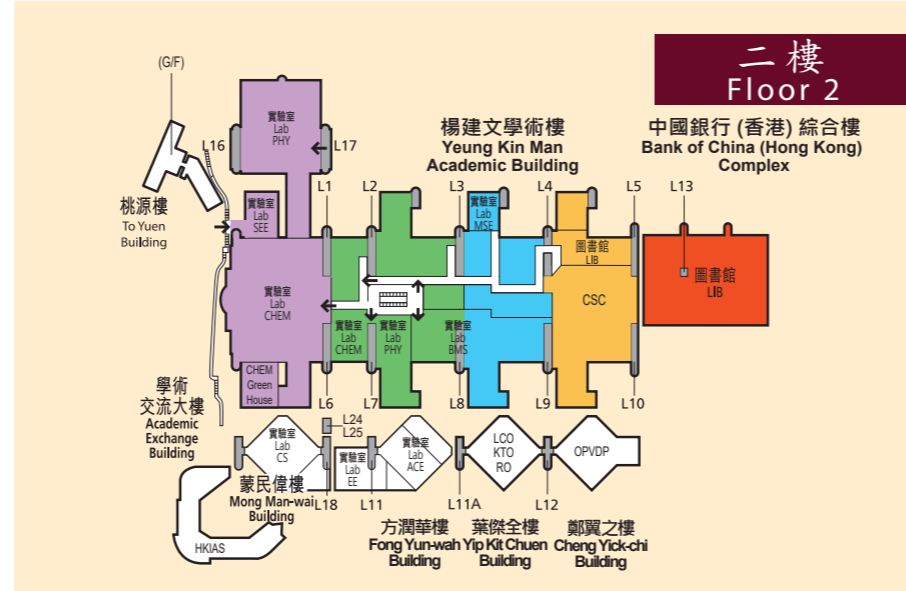 二樓
Floor 2
(G/F)
楊建文學術樓
Yeung Kin Man
Academic Building
中國銀行 (香港) 綜合樓
Bank of China (Hong Kong)
Complex
L16
實驗室
Lab
PHY
L17
L1
L2
L3
L4
L5
L13
桃源樓
To Yuen
Building
實驗室
Lab
SEE
實驗室
Lab
MSE
圖書館
LIB
圖書館
LIB
實驗室
Lab
CHEM
CSC
實驗室
Lab
CHEM
實驗室
Lab
PHY
實驗室
Lab
BMS
CHEM
Green
House
L6
L7
L8
L9
L10
學術
交流大樓
Academic
Exchange
Building
L24
L25
實驗室
Lab
CS
實驗室
Lab
EE
實驗室
Lab
ACE
LCO
KTO
RO
OPVDP
蒙民偉樓
Mong Man-wai
Building
L18
L11
L11A
L12
HKIAS
方潤華樓
Fong Yun-wah
Building
葉傑全樓
Yip Kit Chuen
Building
鄭翼之樓
Cheng Yick-chi
Building